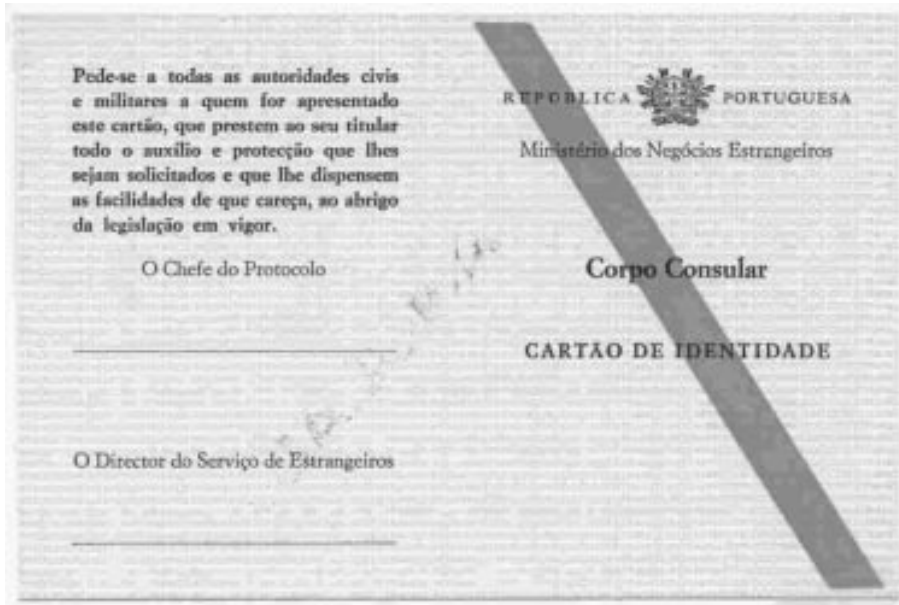 Pede-se a todas as autoridades civis
e militares a quem for apresentado
este cartão, que prestem ao seu titular
todo o auxílio e protecção que lhes
sejam solicitados e que lhe dispensem
as facilidades de que careça, ao abrigo
da legislação em vigor.
O Chefe do Protocolo
O Director do Serviço de Estrangeiros
REPÚBLICA PORTUGUESA
Ministério dos Negócios Estrangeiros
Corpo Consular
CARTÃO DE IDENTIDADE